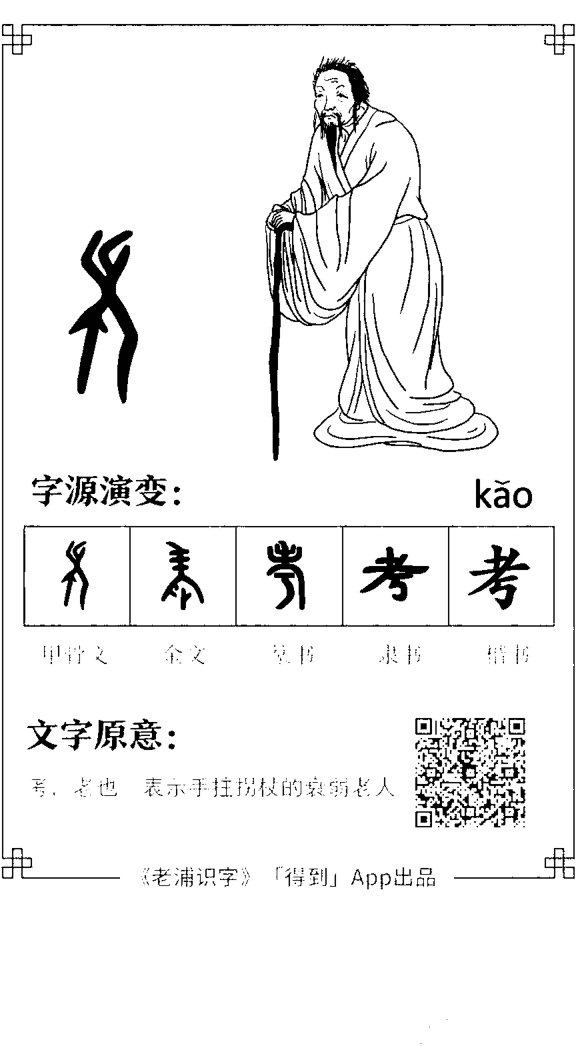 字源演变：
kǎo
考 考
甲骨文 金文 篆书 隶书 楷书
文字原意：
考，老也 表示手拄拐杖的衰弱老人
《老浦识字》「得到」App出品